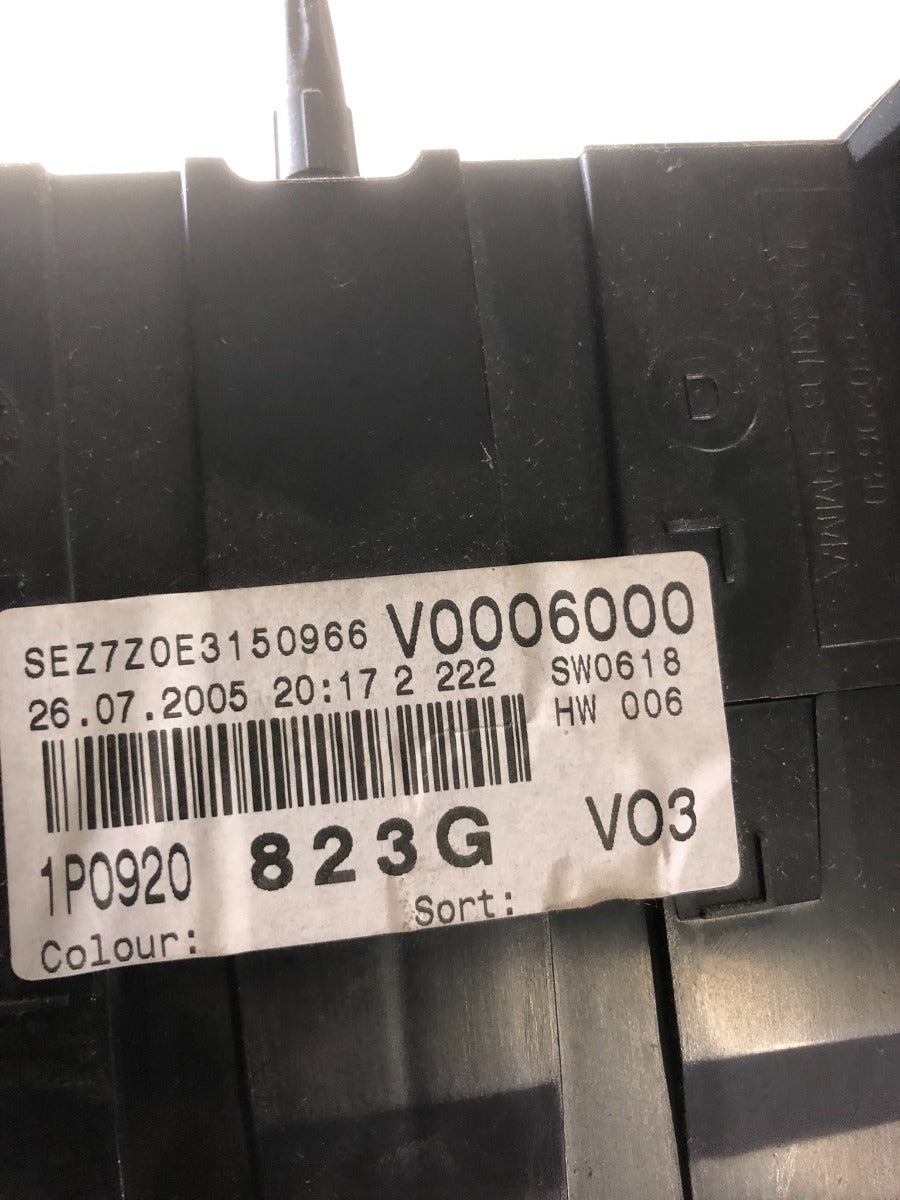 D
SEZ7Z0E3150966 V0006000
26.07.2005 20:17 2 222 SW0618
HW 006
1P0920 823G V03
Colour: Sort: